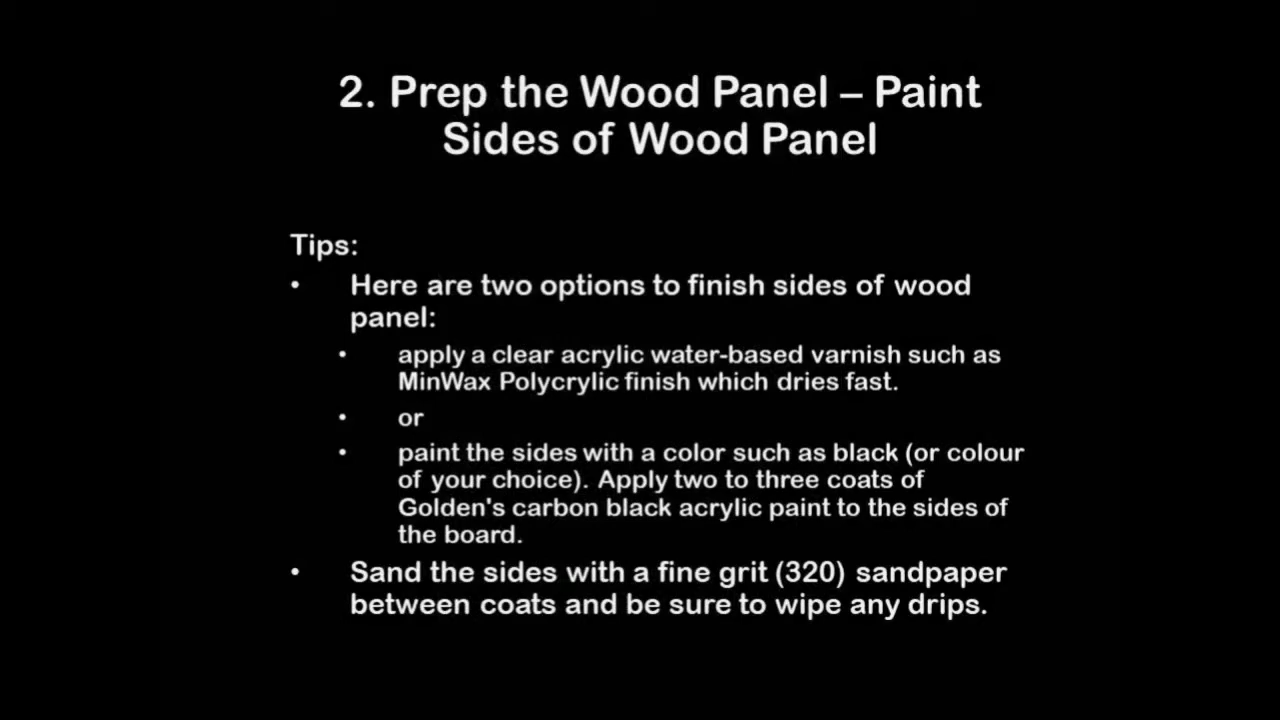 2. Prep the Wood Panel – Paint
Sides of Wood Panel
Tips:
• Here are two options to finish sides of wood
panel:
• apply a clear acrylic water-based varnish such as
MinWax Polycrylic finish which dries fast.
• or
• paint the sides with a color such as black (or colour
of your choice). Apply two to three coats of
Golden's carbon black acrylic paint to the sides of
the board.
• Sand the sides with a fine grit (320) sandpaper
between coats and be sure to wipe any drips.